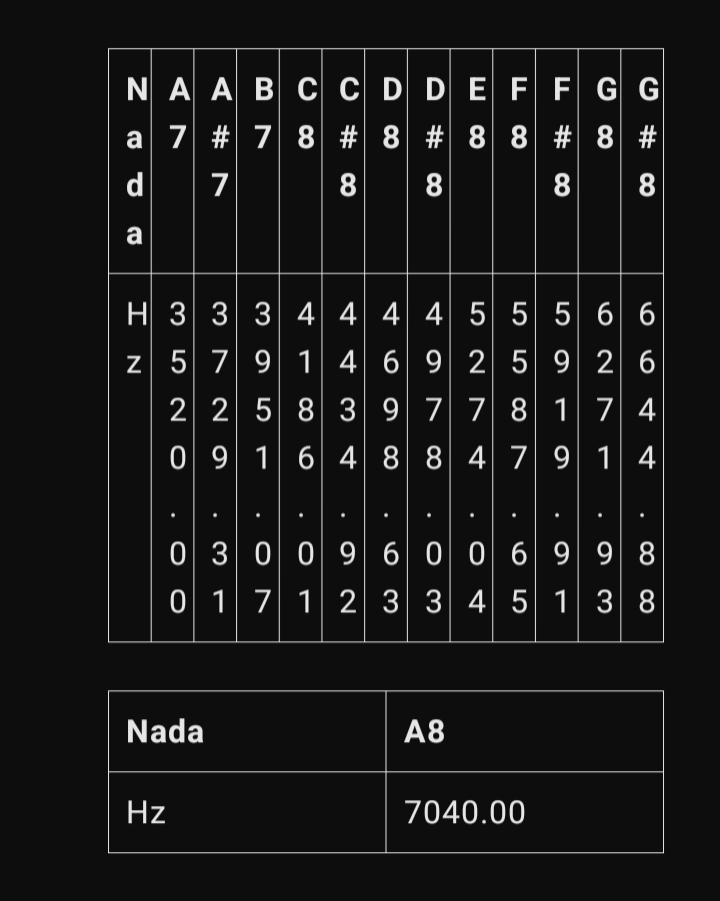 Nada A7 A#7 B7 C8 C#8 D8 D#8 E8 F8 F#8 G8 G#8
Hz 3520.00 3729.31 3951.07 4186.01 4434.92 4698.63 4978.03 5274.04 5587.65 5919.91 6271.93 6644.88
Nada A8
Hz 7040.00